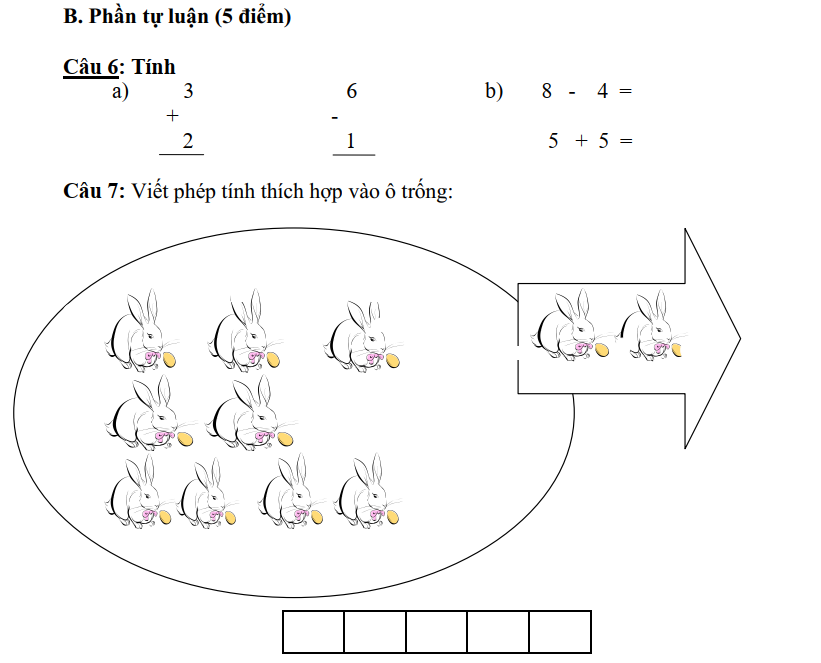 B. Phần tự luận (5 điểm)
Câu 6: Tính
a) 3 6 b) 8 - 4 =
+ -
2 1 5 + 5 =
Câu 7: Viết phép tính thích hợp vào ô trống: